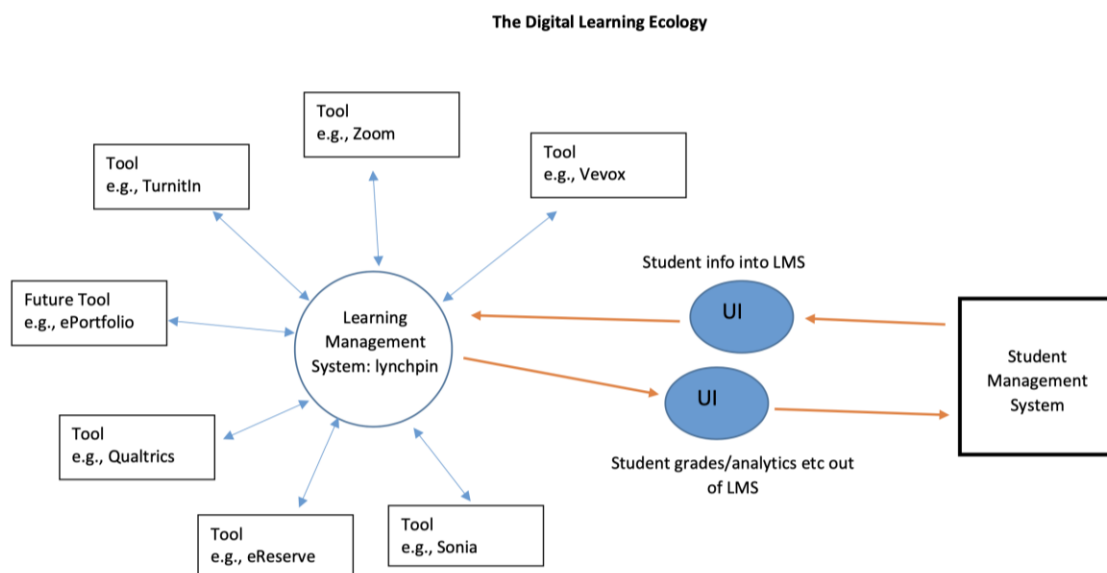 The Digital Learning Ecology
Tool
e.g., Zoom
Tool
e.g., Vevox
Tool
e.g., TurnitIn
Student info into LMS
Future Tool
e.g., ePortfolio
Learning
Management
System: lynchpin
UI
UI
Student
Management
System
Tool
e.g., Qualtrics
Student grades/analytics etc out
of LMS
Tool
e.g., eReserve
Tool
e.g., Sonia